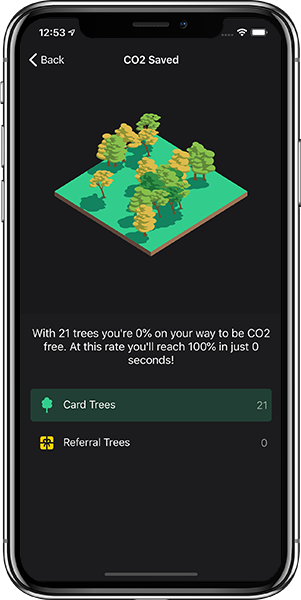 12:53
Back
CO2 Saved
With 21 trees you're 0% on your way to be CO2
free. At this rate you'll reach 100% in just 0
seconds!
Card Trees 21
Referral Trees 0